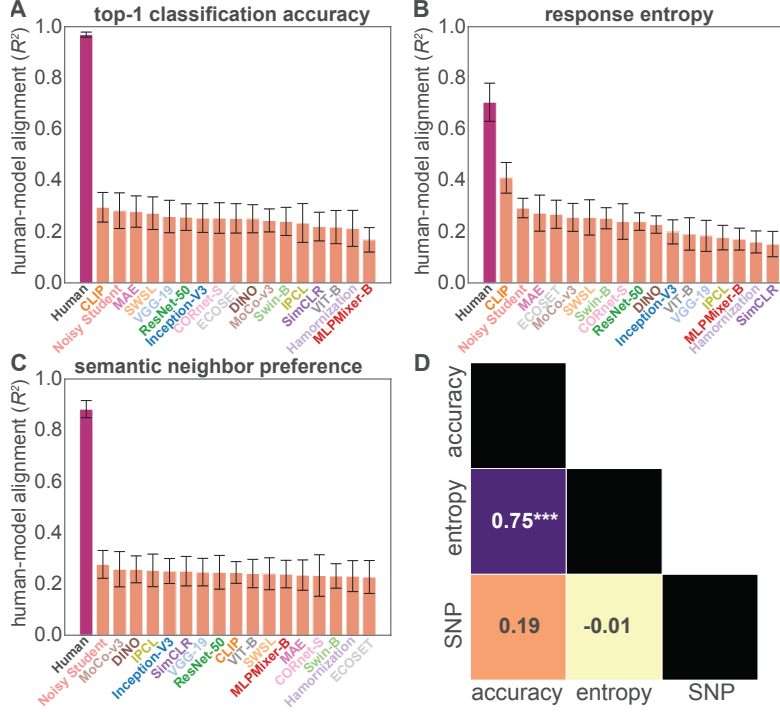 A
top-1 classification accuracy
human-model alignment (R²)
1.0
0.8
0.6
0.4
0.2
0.0
Human
CLIP
Noisy Student
MAE
SWSL
VGG-19
ResNet-50
Inception-V3
CORnet-S
ECOSET
DINO
MoCo-v3
Swin-B
IPCL
SimCLR
VIT-B
Hamornization
MLPMixer-B
B
response entropy
human-model alignment (R²)
1.0
0.8
0.6
0.4
0.2
0.0
Human
CLIP
Noisy Student
MAE
ECOSET
MoCo-v3
SWSL
Swin-B
CORnet-S
ResNet-50
DINO
Inception-V3
VIT-B
VGG-19
IPCL
MLPMixer-B
Hamornization
SimCLR
C
semantic neighbor preference
human-model alignment (R²)
1.0
0.8
0.6
0.4
0.2
0.0
Human
Noisy Student
MoCo-v3
DINO
IPCL
Inception-V3
SimCLR
VGG-19
ResNet-50
CLIP
VIT-B
SWSL
MLPMixer-B
MAE
CORnet-S
Swin-B
Hamornization
ECOSET
D
accuracy
entropy
SNP
0.75***
0.19
-0.01
accuracy
entropy
SNP